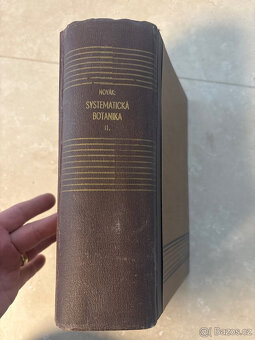 NOVÁK:
SYSTEMATICKÁ
BOTANIKA
II.
Bazos.cz